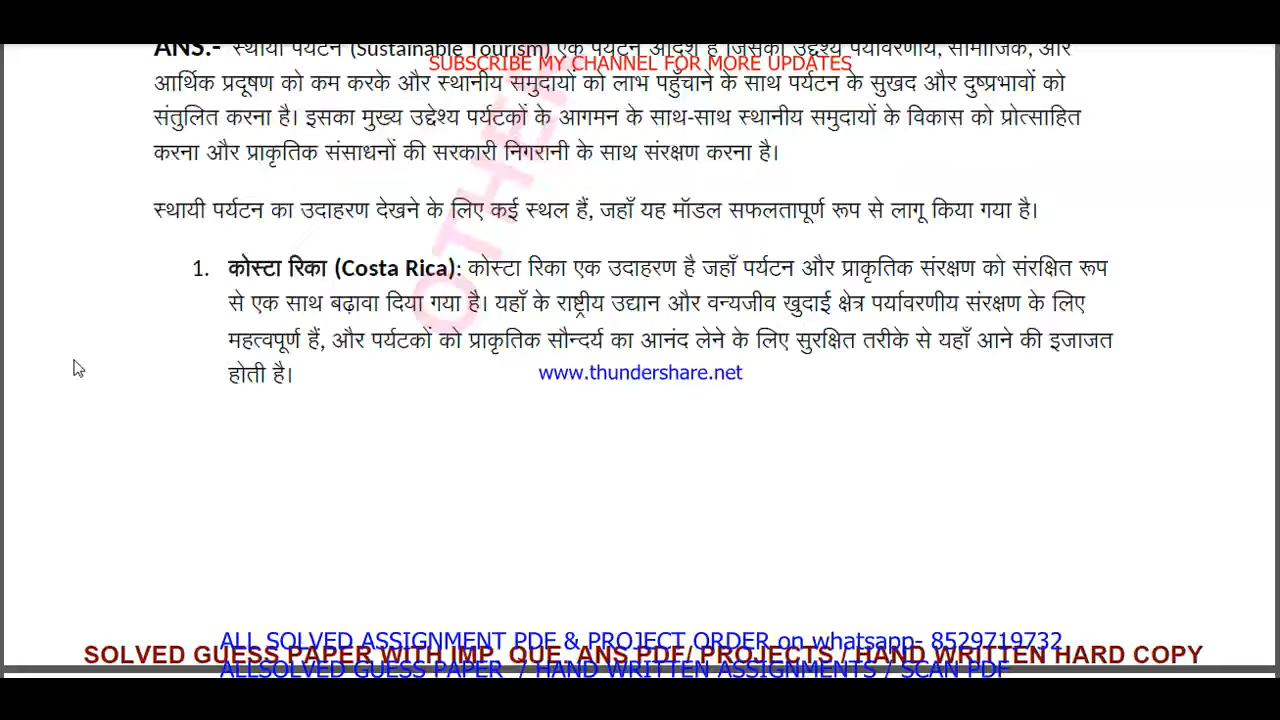 ANS.- स्थायी पर्यटन (Sustainable Tourism) एक पर्यटन आदर्श है जिसका उद्देश्य पर्यावरणीय, सामाजिक, और
SUBSCRIBE MY CHANNEL FOR MORE UPDATES
आर्थिक प्रदूषण को कम करके और स्थानीय समुदायों को लाभ पहुँचाने के साथ पर्यटन के सुखद और दुष्प्रभावों को
संतुलित करना है। इसका मुख्य उद्देश्य पर्यटकों के आगमन के साथ-साथ स्थानीय समुदायों के विकास को प्रोत्साहित
करना और प्राकृतिक संसाधनों की सरकारी निगरानी के साथ संरक्षण करना है।
OTHER
स्थायी पर्यटन का उदाहरण देखने के लिए कई स्थल हैं, जहाँ यह मॉडल सफलतापूर्ण रूप से लागू किया गया है।
1. कोस्टा रिका (Costa Rica): कोस्टा रिका एक उदाहरण है जहाँ पर्यटन और प्राकृतिक संरक्षण को संरक्षित रूप
से एक साथ बढ़ावा दिया गया है। यहाँ के राष्ट्रीय उद्यान और वन्यजीव खुदाई क्षेत्र पर्यावरणीय संरक्षण के लिए
महत्वपूर्ण हैं, और पर्यटकों को प्राकृतिक सौन्दर्य का आनंद लेने के लिए सुरक्षित तरीके से यहाँ आने की इजाजत
होती है।
www.thundershare.net
ALL SOLVED ASSIGNMENT PDF & PROJECT ORDER on whatsapp- 8529719732
SOLVED GUESS PAPER WITH IMP. QUE. ANS PDF/ PROJECTS / HAND WRITTEN HARD COPY
ALLSOLVED GUESS PAPER / HAND WRITTEN ASSIGNMENTS / SCAN PDF